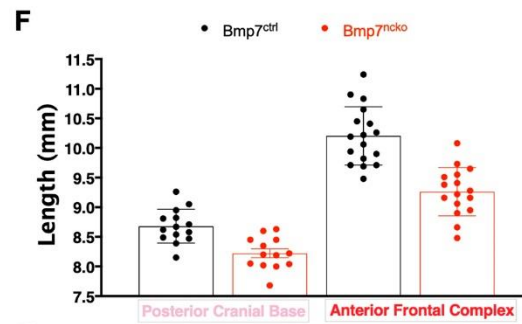 F
Bmp7ctrl
Bmp7ncko
Length (mm)
11.5
11.0
10.5
10.0
9.5
9.0
8.5
8.0
7.5
Posterior Cranial Base
Anterior Frontal Complex